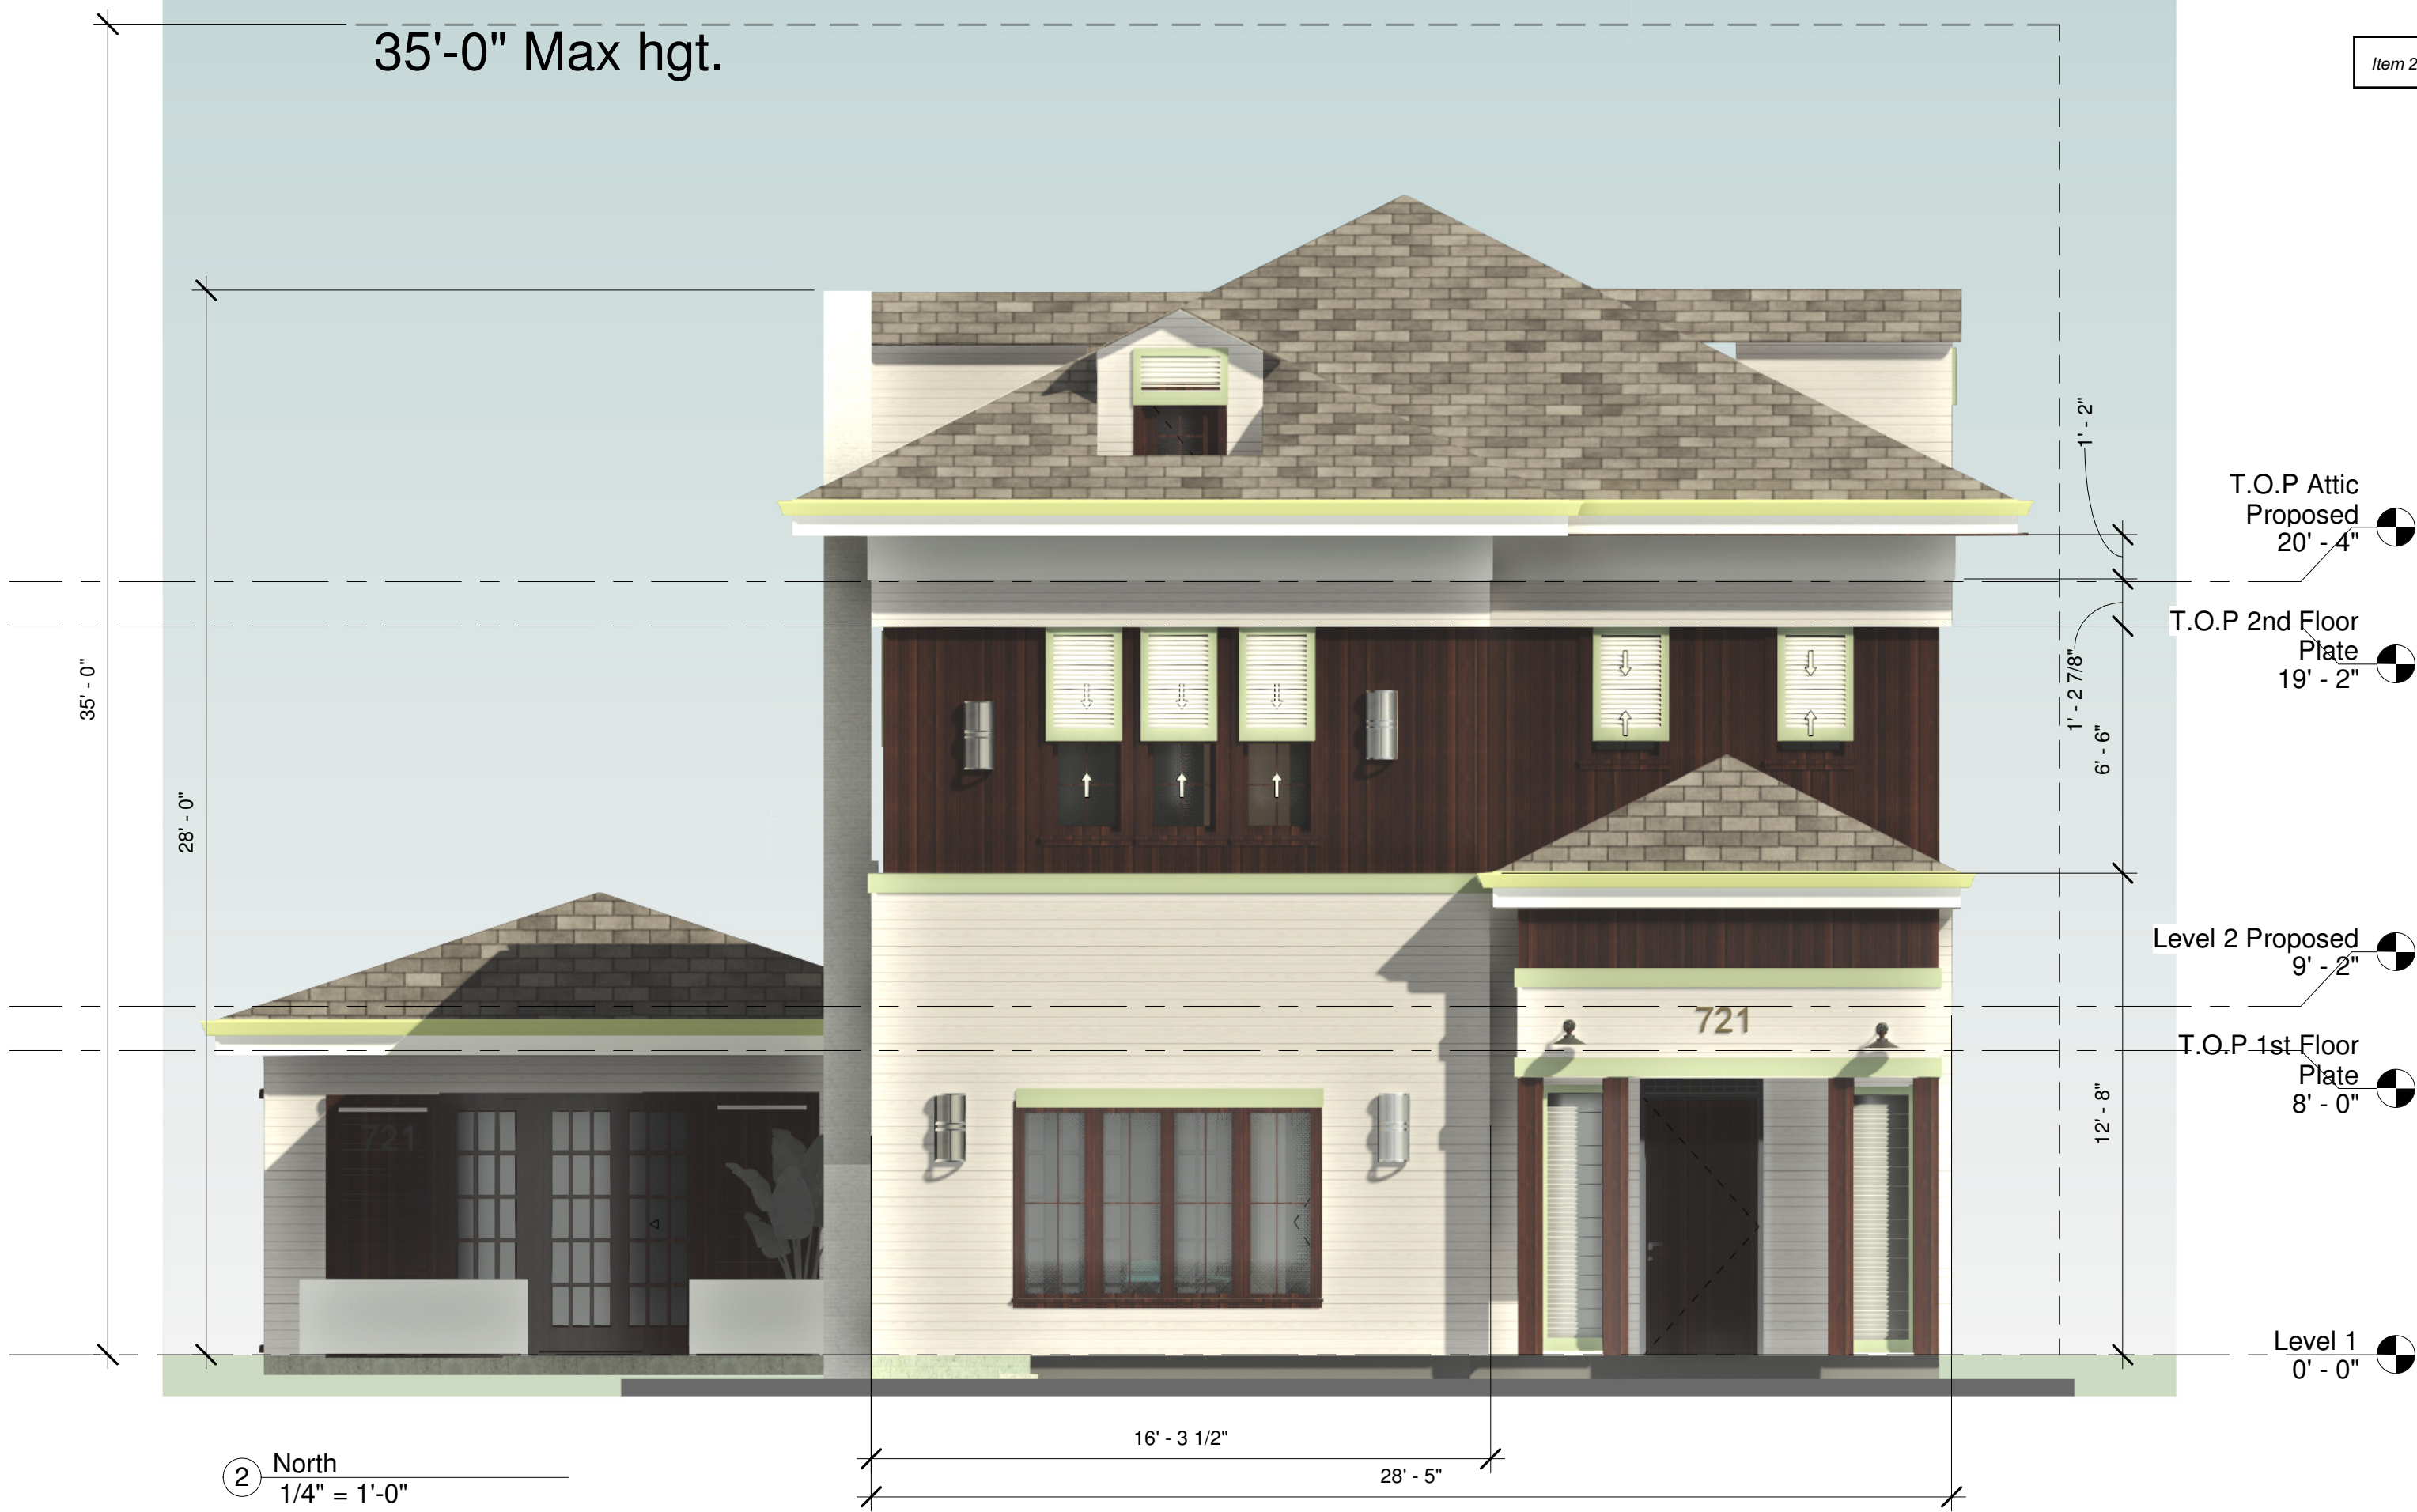 35'-0" Max hgt.
Item 2
1' - 2"
T.O.P Attic
Proposed
20' - 4"
T.O.P 2nd Floor
Plate
19' - 2"
35' - 0"
1' - 2 7/8"
6' - 6"
28' - 0"
Level 2 Proposed
9' - 2"
721
T.O.P 1st Floor
Plate
8' - 0"
12' - 8"
721
Level 1
0' - 0"
16' - 3 1/2"
28' - 5"
2
North
1/4" = 1'-0"